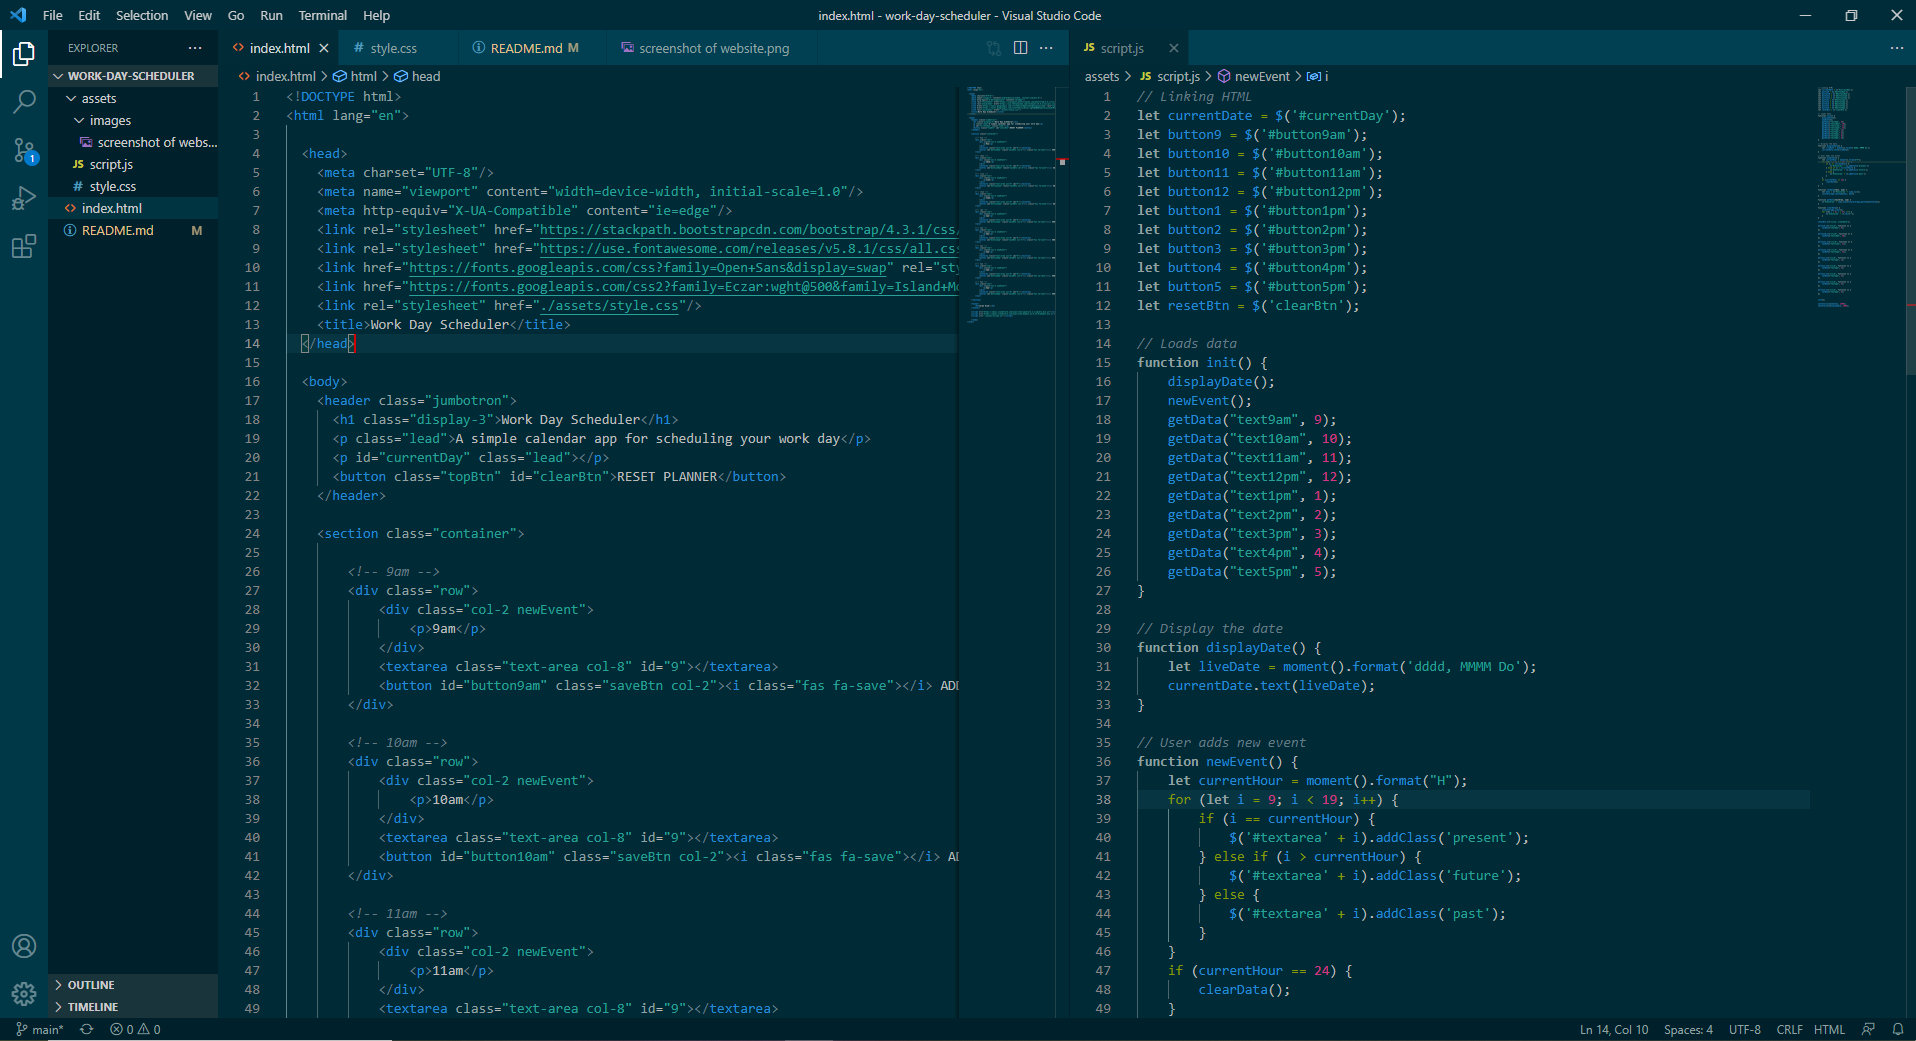 File Edit Selection View Go Run Terminal Help
index.html - work-day-scheduler - Visual Studio Code
EXPLORER
WORK-DAY-SCHEDULER
assets
images
screenshot of webs...
JS script.js
# style.css
<> index.html
README.md M
OUTLINE
TIMELINE
<> index.html
# style.css
README.md M
screenshot of website.png
<> index.html > html > head
1 <!DOCTYPE html>
2 <html lang="en">
3
4 <head>
5 <meta charset="UTF-8"/>
6 <meta name="viewport" content="width=device-width, initial-scale=1.0"/>
7 <meta http-equiv="X-UA-Compatible" content="ie=edge"/>
8 <link rel="stylesheet" href="https://stackpath.bootstrapcdn.com/bootstrap/4.3.1/css/
9 <link rel="stylesheet" href="https://use.fontawesome.com/releases/v5.8.1/css/all.cs
10 <link href="https://fonts.googleapis.com/css?family=Open+Sans&display=swap" rel="sty
11 <link href="https://fonts.googleapis.com/css2?family=Eczar:wght@500&family=Island+Mo
12 <link rel="stylesheet" href="./assets/style.css"/>
13 <title>Work Day Scheduler</title>
14 </head>
15
16 <body>
17 <header class="jumbotron">
18 <h1 class="display-3">Work Day Scheduler</h1>
19 <p class="lead">A simple calendar app for scheduling your work day</p>
20 <p id="currentDay" class="lead"></p>
21 <button class="topBtn" id="clearBtn">RESET PLANNER</button>
22 </header>
23
24 <section class="container">
25
26 <!-- 9am -->
27 <div class="row">
28 <div class="col-2 newEvent">
29 <p>9am</p>
30 </div>
31 <textarea class="text-area col-8" id="9"></textarea>
32 <button id="button9am" class="saveBtn col-2"><i class="fas fa-save"></i> ADD
33 </div>
34
35 <!-- 10am -->
36 <div class="row">
37 <div class="col-2 newEvent">
38 <p>10am</p>
39 </div>
40 <textarea class="text-area col-8" id="9"></textarea>
41 <button id="button10am" class="saveBtn col-2"><i class="fas fa-save"></i> AD
42 </div>
43
44 <!-- 11am -->
45 <div class="row">
46 <div class="col-2 newEvent">
47 <p>11am</p>
48 </div>
49 <textarea class="text-area col-8" id="9"></textarea>
JS script.js
assets > JS script.js > newEvent > i
1 // Linking HTML
2 let currentDate = $('#currentDay');
3 let button9 = $('#button9am');
4 let button10 = $('#button10am');
5 let button11 = $('#button11am');
6 let button12 = $('#button12pm');
7 let button1 = $('#button1pm');
8 let button2 = $('#button2pm');
9 let button3 = $('#button3pm');
10 let button4 = $('#button4pm');
11 let button5 = $('#button5pm');
12 let resetBtn = $('clearBtn');
13
14 // Loads data
15 function init() {
16 displayDate();
17 newEvent();
18 getData("text9am", 9);
19 getData("text10am", 10);
20 getData("text11am", 11);
21 getData("text12pm", 12);
22 getData("text1pm", 1);
23 getData("text2pm", 2);
24 getData("text3pm", 3);
25 getData("text4pm", 4);
26 getData("text5pm", 5);
27 }
28
29 // Display the date
30 function displayDate() {
31 let liveDate = moment().format('dddd, MMMM Do');
32 currentDate.text(liveDate);
33 }
34
35 // User adds new event
36 function newEvent() {
37 let currentHour = moment().format("H");
38 for (let i = 9; i < 19; i++) {
39 if (i == currentHour) {
40 $('#textarea' + i).addClass('present');
41 } else if (i > currentHour) {
42 $('#textarea' + i).addClass('future');
43 } else {
44 $('#textarea' + i).addClass('past');
45 }
46 }
47 if (currentHour == 24) {
48 clearData();
49 }
1
main* 0 0
Ln 14, Col 10 Spaces: 4 UTF-8 CRLF HTML